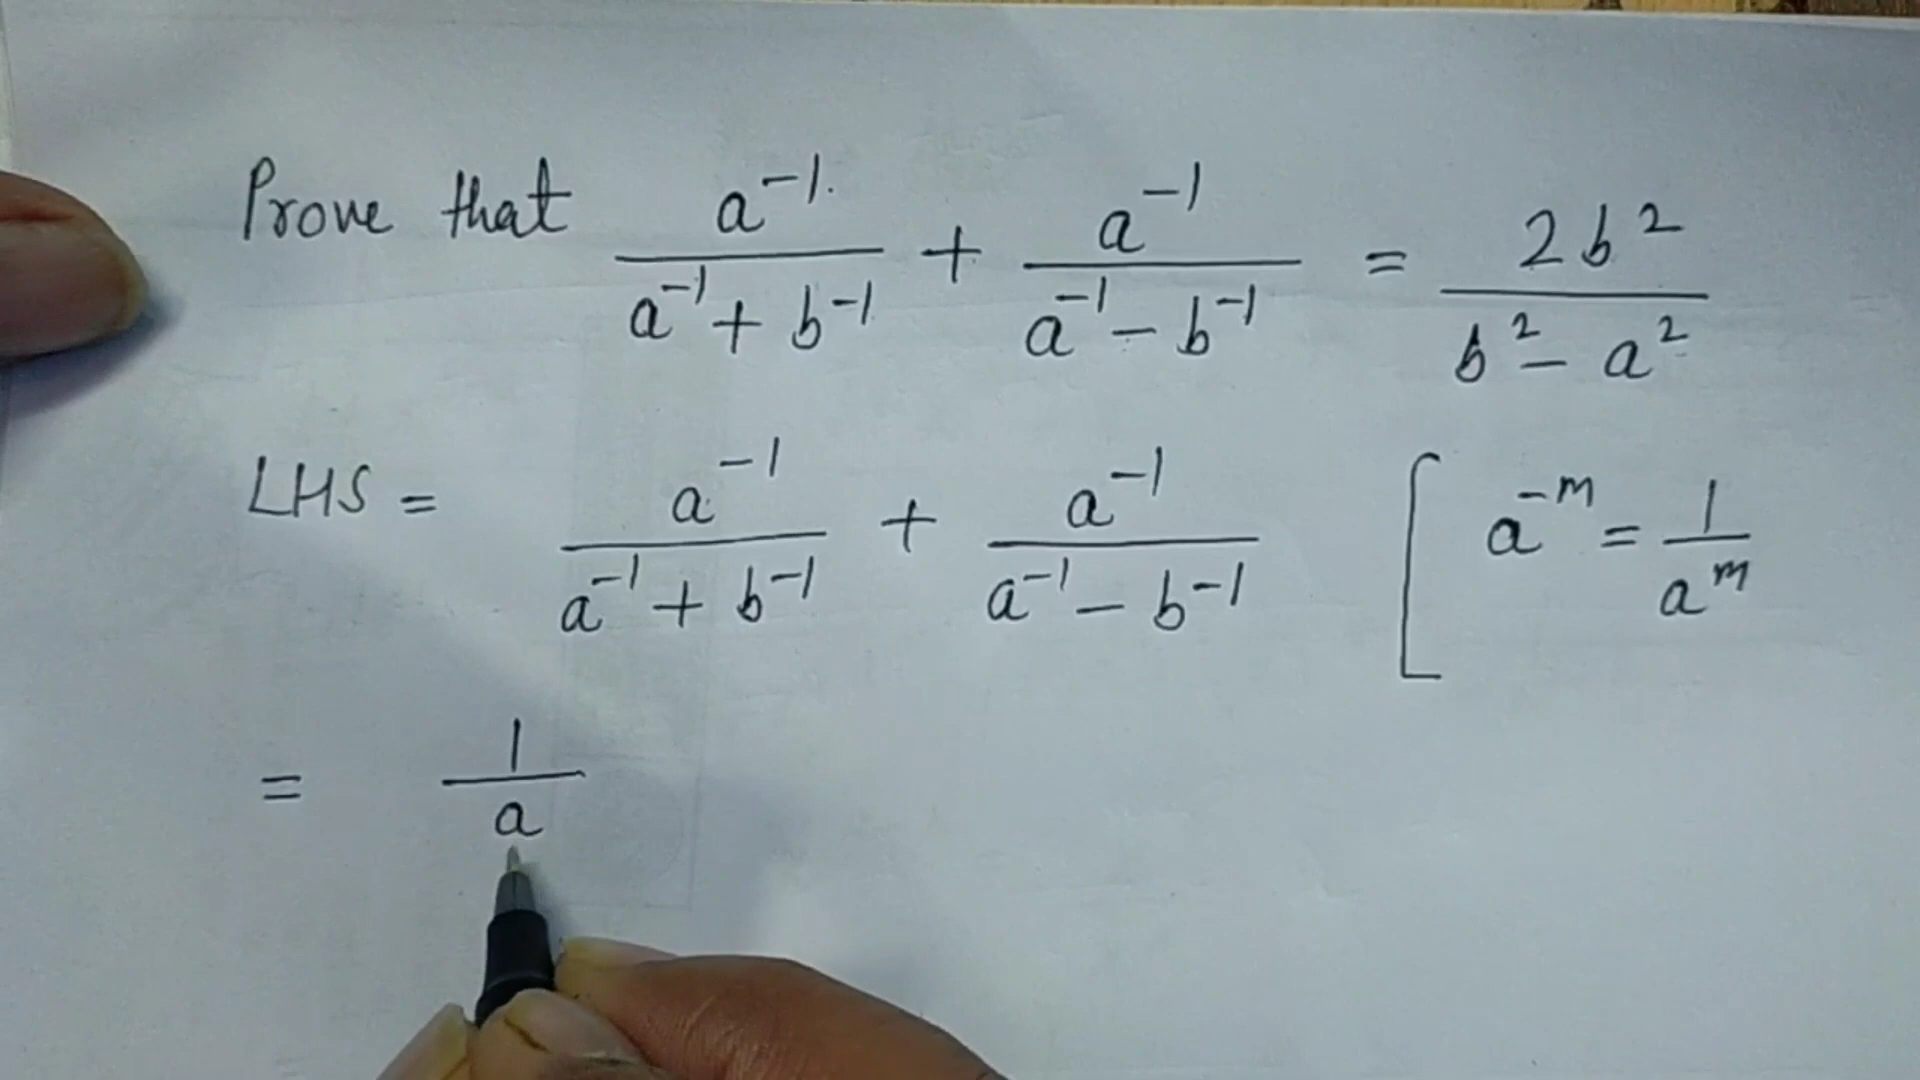 Prove that a⁻¹/(a⁻¹ + b⁻¹) + a⁻¹/(a⁻¹ − b⁻¹) = 2b²/(b² − a²)
LHS = a⁻¹/(a⁻¹ + b⁻¹) + a⁻¹/(a⁻¹ − b⁻¹) [ a⁻ᵐ = 1/aᵐ
= 1/a